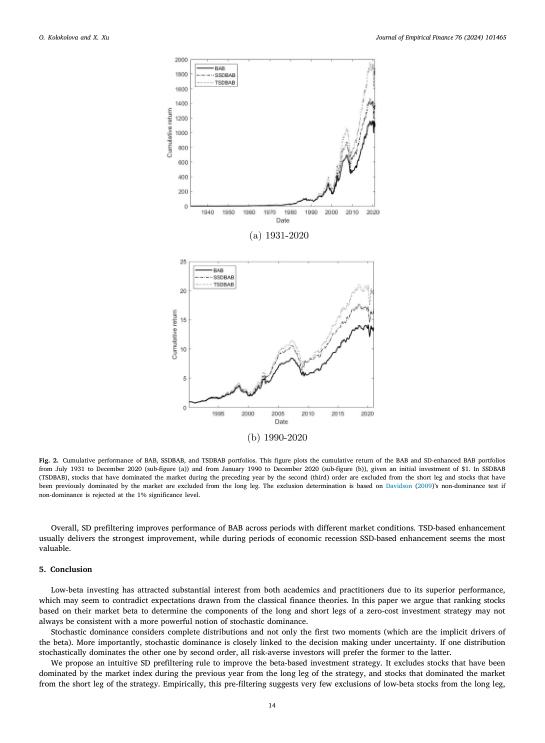 O. Kolokolova and X. Xu
Journal of Empirical Finance 76 (2024) 101465
2000
1800
1600
1400
1200
1000
800
600
400
200
0
Cumulative return
BAB
SSDBAB
TSDBAB
1940 1950 1960 1970 1980 1990 2000 2010 2020
Date
(a) 1931-2020
25
20
15
10
5
0
Cumulative return
BAB
SSDBAB
TSDBAB
1995 2000 2005 2010 2015 2020
Date
(b) 1990-2020
Fig. 2. Cumulative performance of BAB, SSDBAB, and TSDBAB portfolios. This figure plots the cumulative return of the BAB and SD-enhanced BAB portfolios
from July 1931 to December 2020 (sub-figure (a)) and from January 1990 to December 2020 (sub-figure (b)), given an initial investment of $1. In SSDBAB
(TSDBAB), stocks that have dominated the market during the preceding year by the second (third) order are excluded from the short leg and stocks that have
been previously dominated by the market are excluded from the long leg. The exclusion determination is based on Davidson (2009)'s non-dominance test if
non-dominance is rejected at the 1% significance level.
Overall, SD prefiltering improves performance of BAB across periods with different market conditions. TSD-based enhancement
usually delivers the strongest improvement, while during periods of economic recession SSD-based enhancement seems the most
valuable.
5. Conclusion
Low-beta investing has attracted substantial interest from both academics and practitioners due to its superior performance,
which may seem to contradict expectations drawn from the classical finance theories. In this paper we argue that ranking stocks
based on their market beta to determine the components of the long and short legs of a zero-cost investment strategy may not
always be consistent with a more powerful notion of stochastic dominance.
Stochastic dominance considers complete distributions and not only the first two moments (which are the implicit drivers of
the beta). More importantly, stochastic dominance is closely linked to the decision making under uncertainty. If one distribution
stochastically dominates the other one by second order, all risk-averse investors will prefer the former to the latter.
We propose an intuitive SD prefiltering rule to improve the beta-based investment strategy. It excludes stocks that have been
dominated by the market index during the previous year from the long leg of the strategy, and stocks that dominated the market
from the short leg of the strategy. Empirically, this pre-filtering suggests very few exclusions of low-beta stocks from the long leg,
14